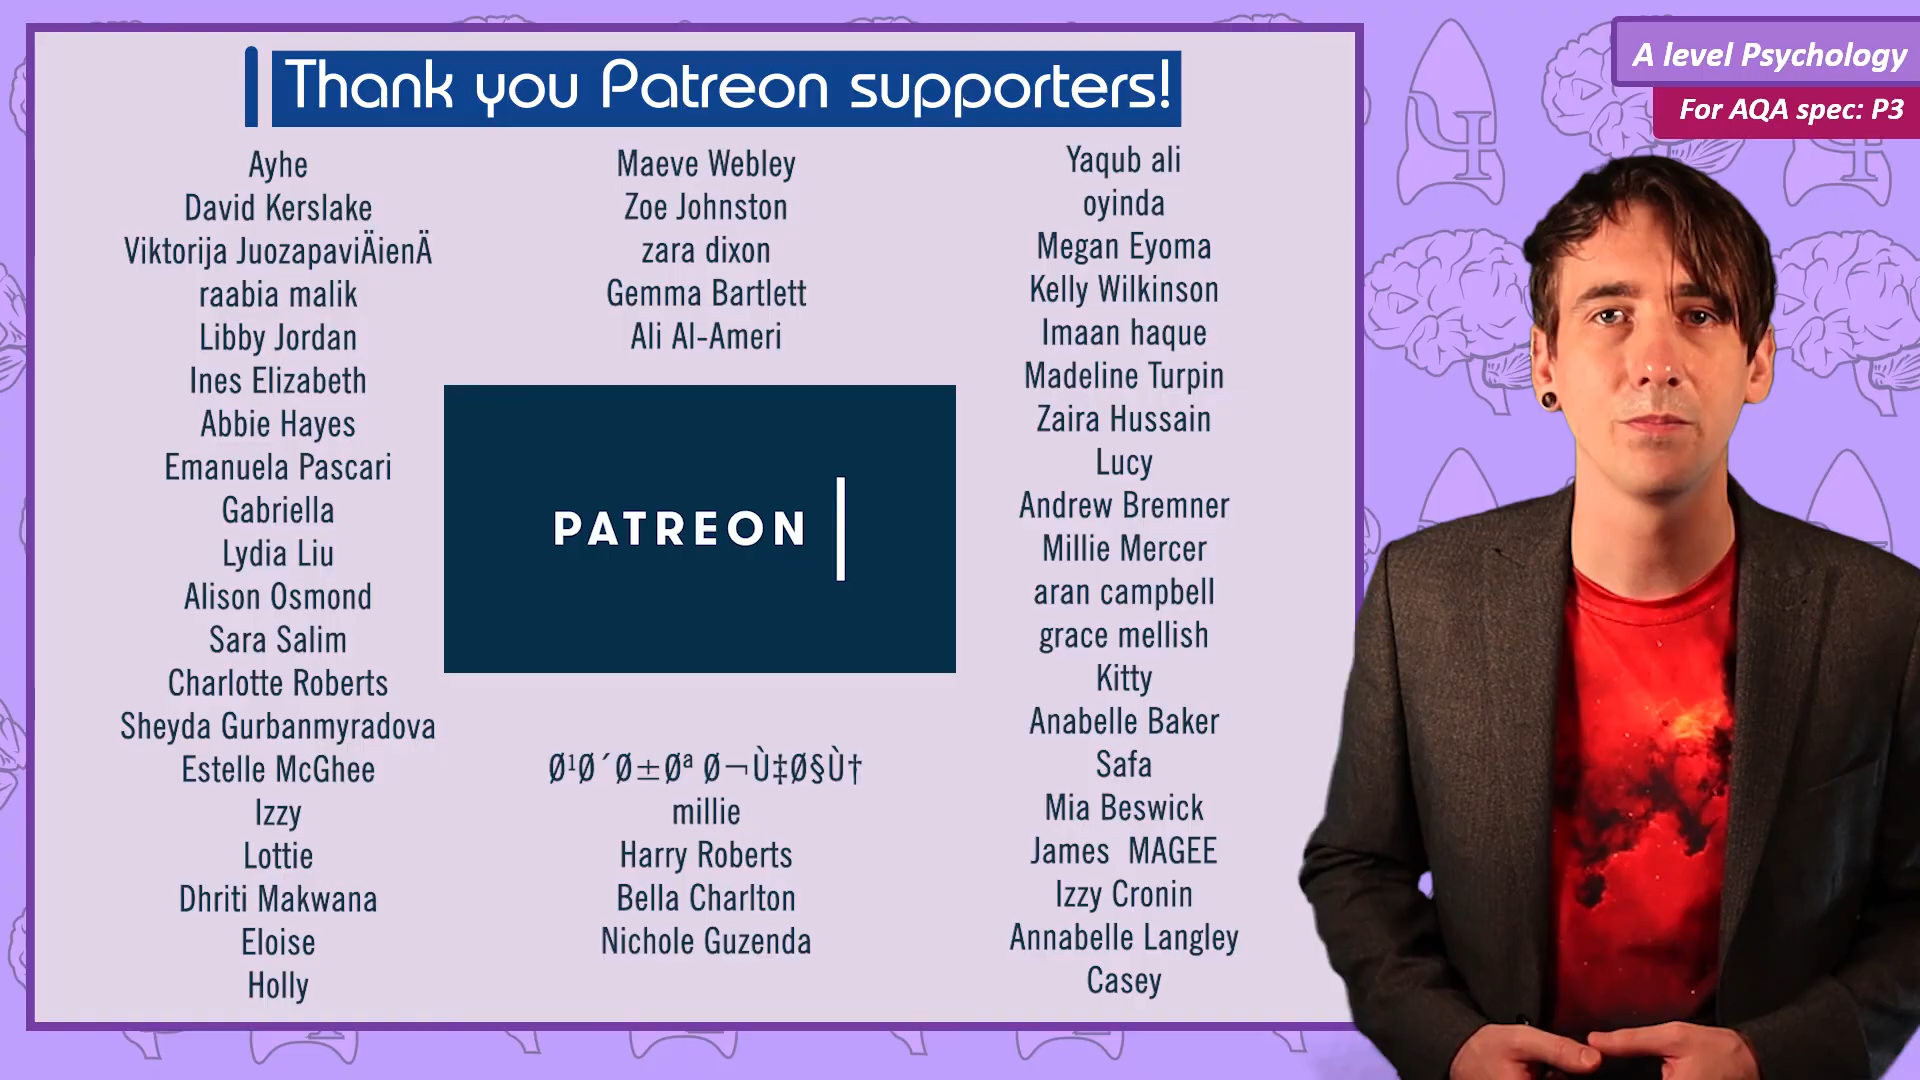 Thank you Patreon supporters!
A level Psychology
For AQA spec: P3
Ayhe
David Kerslake
Viktorija JuozapaviÄienÄ
raabia malik
Libby Jordan
Ines Elizabeth
Abbie Hayes
Emanuela Pascari
Gabriella
Lydia Liu
Alison Osmond
Sara Salim
Charlotte Roberts
Sheyda Gurbanmyradova
Estelle McGhee
Izzy
Lottie
Dhriti Makwana
Eloise
Holly
Maeve Webley
Zoe Johnston
zara dixon
Gemma Bartlett
Ali Al-Ameri
PATREON
Ø¹Ø´Ø±Øª Ø¬Ù‡Ø§Ù†
millie
Harry Roberts
Bella Charlton
Nichole Guzenda
Yaqub ali
oyinda
Megan Eyoma
Kelly Wilkinson
Imaan haque
Madeline Turpin
Zaira Hussain
Lucy
Andrew Bremner
Millie Mercer
aran campbell
grace mellish
Kitty
Anabelle Baker
Safa
Mia Beswick
James  MAGEE
Izzy Cronin
Annabelle Langley
Casey